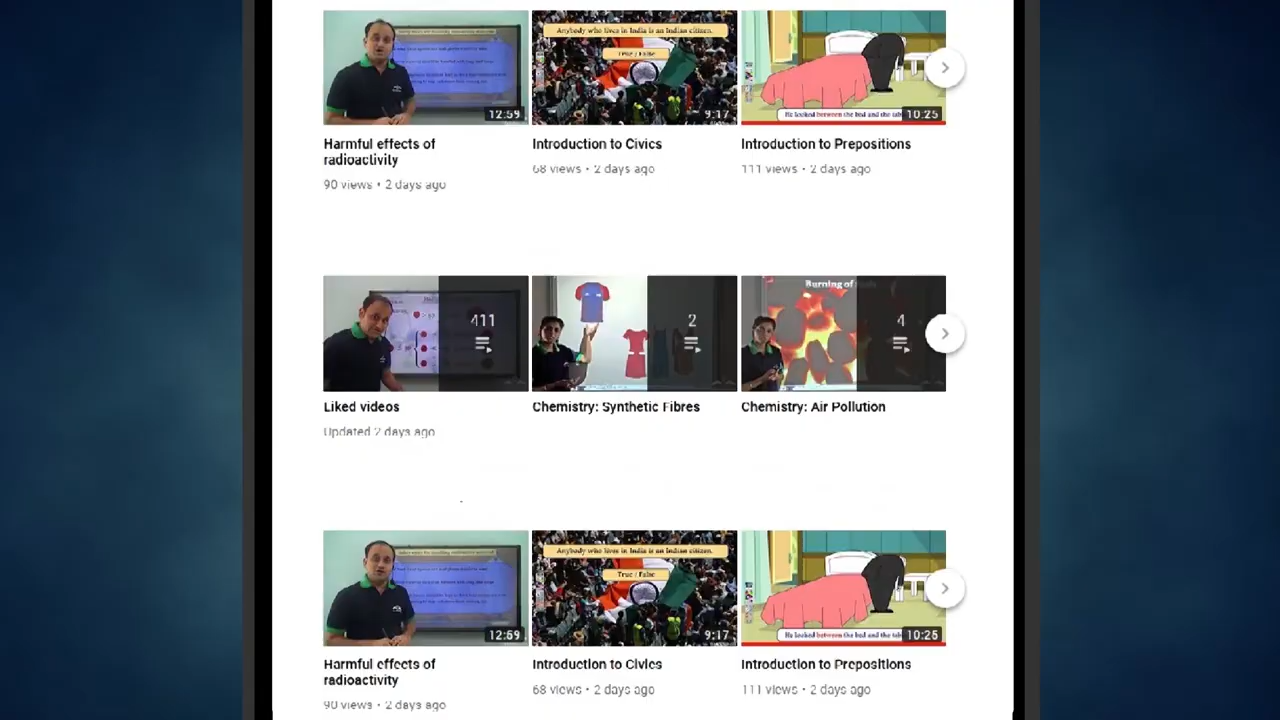 Anybody who lives in India is an Indian citizen.
True / False
He looked between the bed and the
12:59
9:17
10:25
Harmful effects of
radioactivity
Introduction to Civics
Introduction to Prepositions
90 views • 2 days ago
68 views • 2 days ago
111 views • 2 days ago
Burning of
411
2
4
Liked videos
Chemistry: Synthetic Fibres
Chemistry: Air Pollution
Updated 2 days ago
Anybody who lives in India is an Indian citizen.
True / False
He looked between the bed and the
12:59
9:17
10:25
Harmful effects of
radioactivity
Introduction to Civics
Introduction to Prepositions
90 views • 2 days ago
68 views • 2 days ago
111 views • 2 days ago